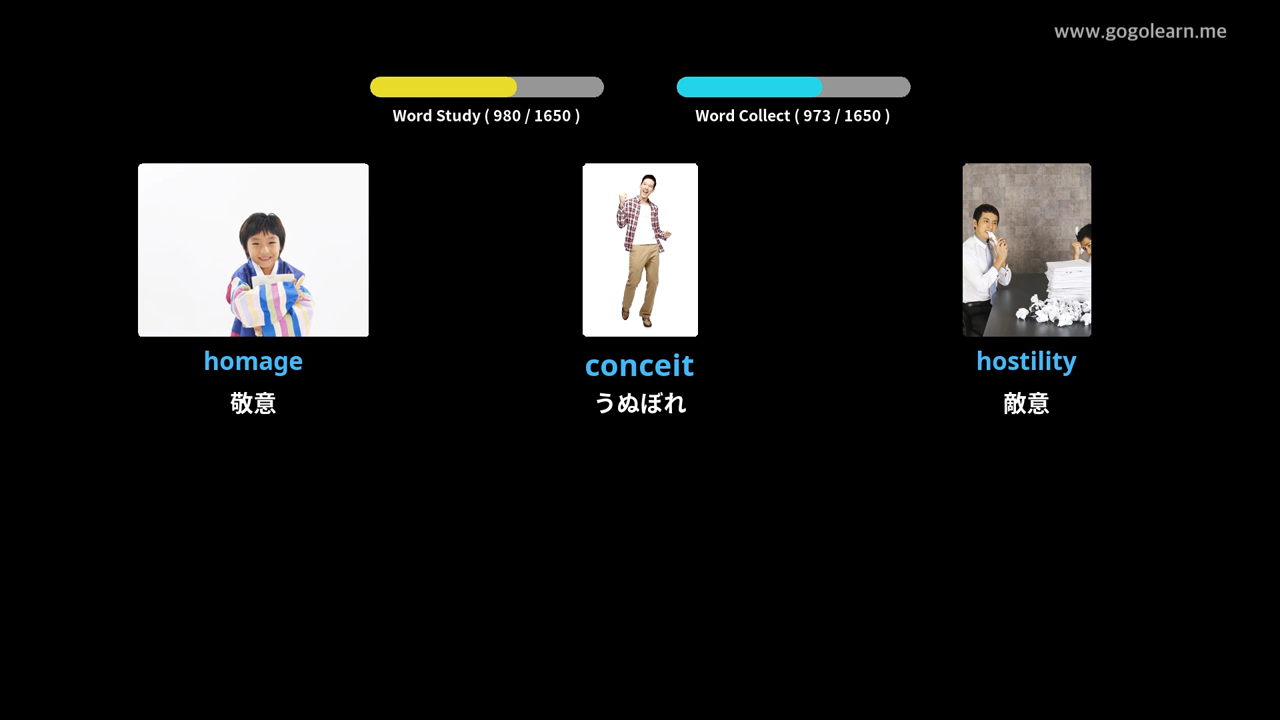 www.gogolearn.me
Word Study ( 980 / 1650 )
Word Collect ( 973 / 1650 )
homage
敬意
conceit
うぬぼれ
hostility
敵意